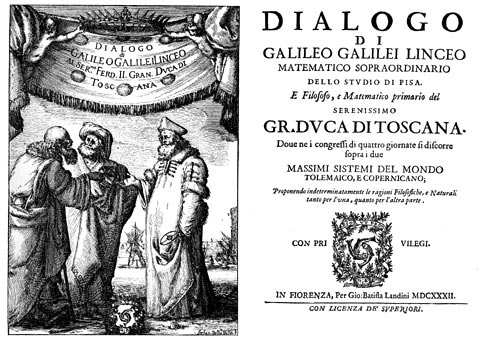 DIALOGO
DI
GALILEO GALILEI LINCEO
AL SER.mo FERD. II. GRAN. DVCA DI
TOSCANA
DIALOGO
DI
GALILEO GALILEI LINCEO
MATEMATICO SOPRAORDINARIO
DELLO STVDIO DI PISA.
E Filosofo, e Matematico primario del
SERENISSIMO
GR.DVCA DI TOSCANA.
Doue ne i congressi di quattro giornate si discorre
sopra i due
MASSIMI SISTEMI DEL MONDO
TOLEMAICO, E COPERNICANO;
Proponendo indeterminatamente le ragioni Filosofiche, e Naturali
tanto per l'vna, quanto per l'altra parte.
CON PRI VILEGI.
IN FIORENZA, Per Gio: Batista Landini MDCXXXII.
CON LICENZA DE' SVPERIORI.